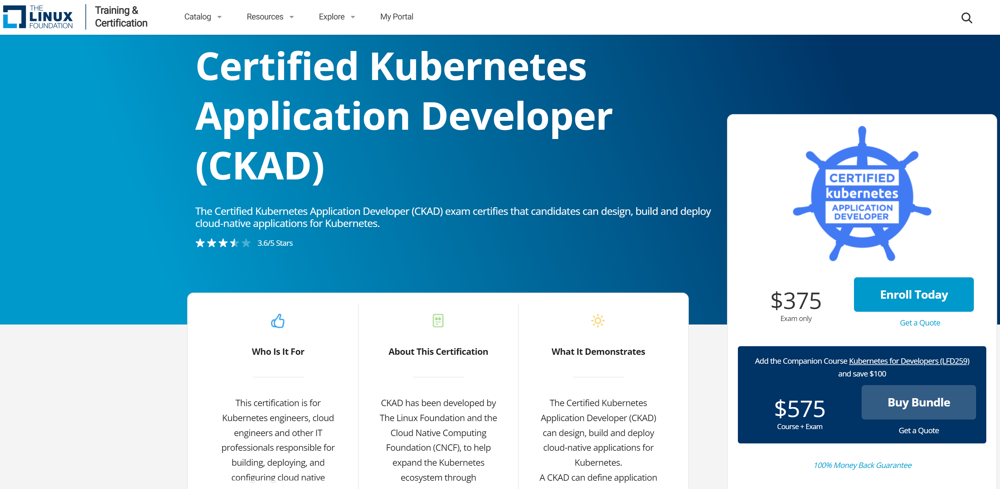 THE
LINUX
FOUNDATION
Training &
Certification
Catalog
Resources
Explore
My Portal
Certified Kubernetes
Application Developer
(CKAD)
The Certified Kubernetes Application Developer (CKAD) exam certifies that candidates can design, build and deploy
cloud-native applications for Kubernetes.
3.6/5 Stars
Who Is It For
This certification is for
Kubernetes engineers, cloud
engineers and other IT
professionals responsible for
building, deploying, and
configuring cloud native
About This Certification
CKAD has been developed by
The Linux Foundation and the
Cloud Native Computing
Foundation (CNCF), to help
expand the Kubernetes
ecosystem through
What It Demonstrates
The Certified Kubernetes
Application Developer (CKAD)
can design, build and deploy
cloud-native applications for
Kubernetes.
A CKAD can define application
CERTIFIED
kubernetes
APPLICATION
DEVELOPER
$375
Exam only
Enroll Today
Get a Quote
Add the Companion Course Kubernetes for Developers (LFD259)
and save $100
$575
Course + Exam
Buy Bundle
Get a Quote
100% Money Back Guarantee